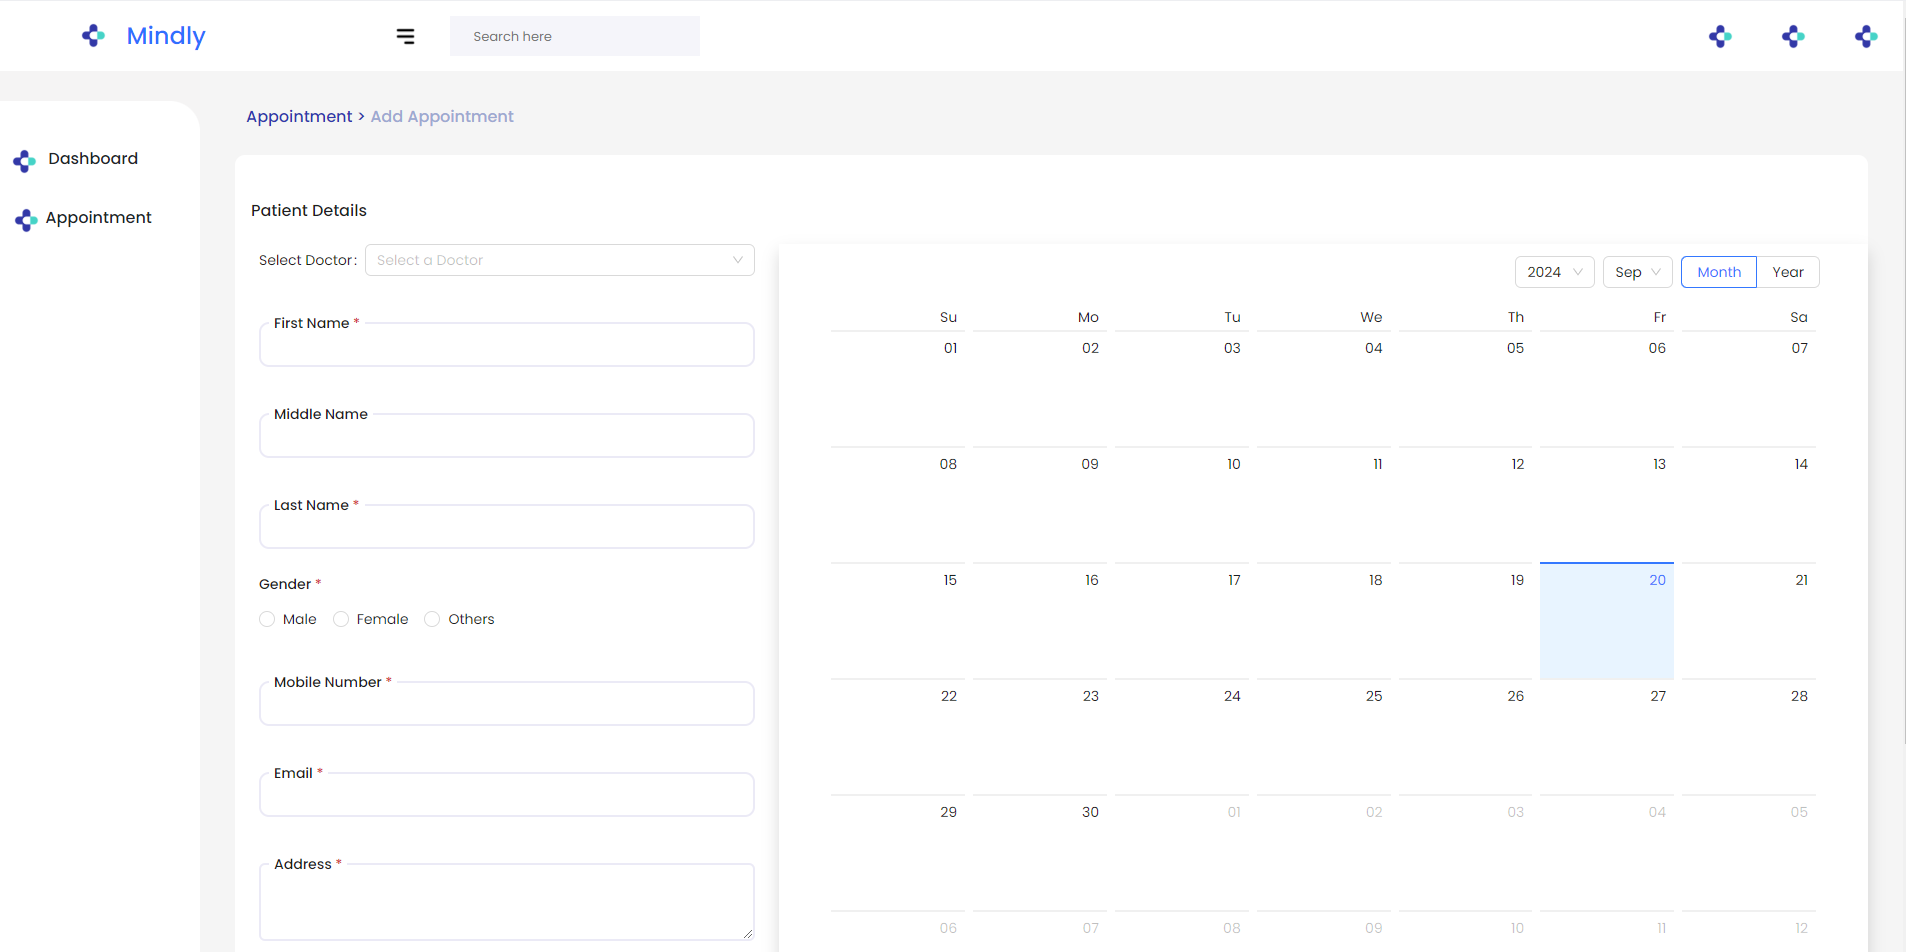 Mindly
Search here
Dashboard
Appointment
Appointment > Add Appointment
Patient Details
Select Doctor: Select a Doctor
First Name *
Middle Name
Last Name *
Gender *
Male Female Others
Mobile Number *
Email *
Address *
2024 Sep Month Year
Su Mo Tu We Th Fr Sa
01 02 03 04 05 06 07
08 09 10 11 12 13 14
15 16 17 18 19 20 21
22 23 24 25 26 27 28
29 30 01 02 03 04 05
06 07 08 09 10 11 12